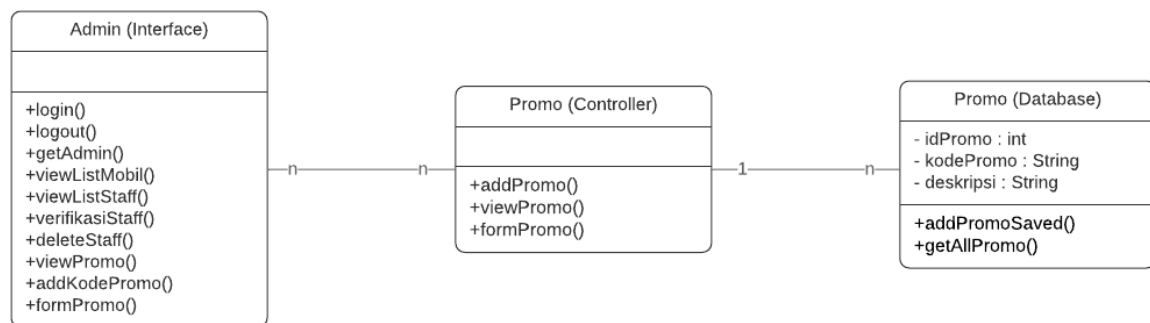 Admin (Interface)
+login()
+logout()
+getAdmin()
+viewListMobil()
+viewListStaff()
+verifikasiStaff()
+deleteStaff()
+viewPromo()
+addKodePromo()
+formPromo()
n
n
Promo (Controller)
+addPromo()
+viewPromo()
+formPromo()
1
n
Promo (Database)
- idPromo : int
- kodePromo : String
- deskripsi : String
+addPromoSaved()
+getAllPromo()